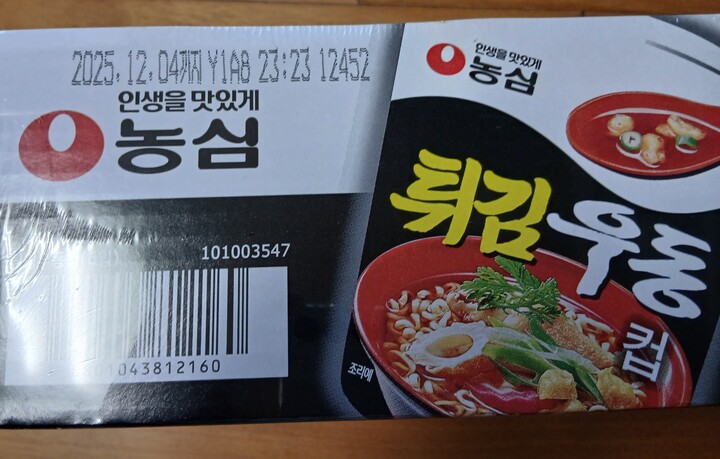 2025.12.04까지 Y1A8 23:23 12452
인생을 맛있게
농심
101003547
1043812160
인생을 맛있게
농심
튀김우동
컵
조리예